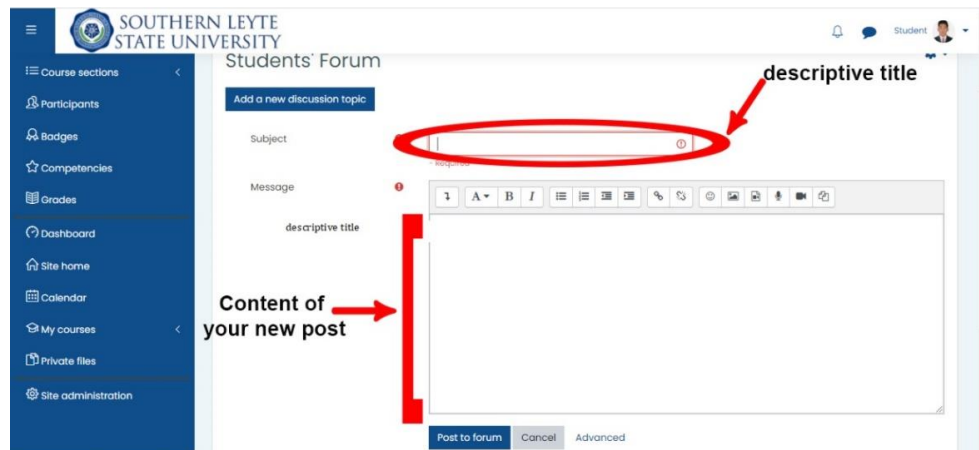 SOUTHERN LEYTE
STATE UNIVERSITY
Student
Course sections
Participants
Badges
Competencies
Grades
Dashboard
Site home
Calendar
My courses
Private files
Site administration
Students' Forum
descriptive title
Add a new discussion topic
Subject
- Required
Message
A B I
descriptive title
Content of
your new post
Post to forum Cancel Advanced